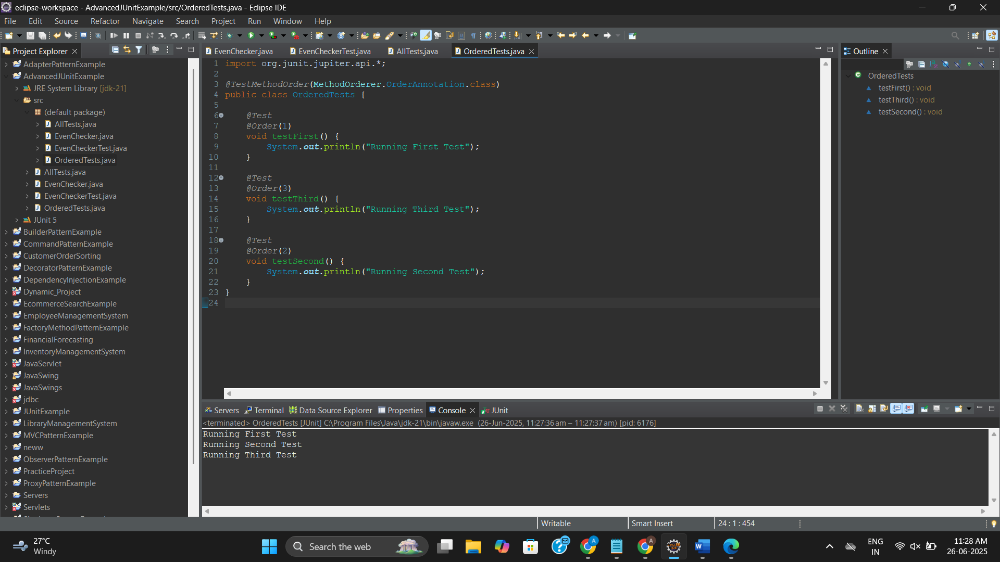 eclipse-workspace - AdvancedJUnitExample/src/OrderedTests.java - Eclipse IDE
File Edit Source Refactor Navigate Search Project Run Window Help
Project Explorer
AdapterPatternExample
AdvancedJUnitExample
JRE System Library [jdk-21]
src
(default package)
AllTests.java
EvenChecker.java
EvenCheckerTest.java
OrderedTests.java
AllTests.java
EvenChecker.java
EvenCheckerTest.java
OrderedTests.java
JUnit 5
BuilderPatternExample
CommandPatternExample
CustomerOrderSorting
DecoratorPatternExample
DependencyInjectionExample
Dynamic_Project
EcommerceSearchExample
EmployeeManagementSystem
FactoryMethodPatternExample
FinancialForecasting
InventoryManagementSystem
JavaServlet
JavaSwing
JavaSwings
jdbc
JUnitExample
LibraryManagementSystem
MVCPatternExample
neww
ObserverPatternExample
PracticeProject
ProxyPatternExample
Servers
Servlets
EvenChecker.java EvenCheckerTest.java AllTests.java OrderedTests.java
1 import org.junit.jupiter.api.*;
2
3 @TestMethodOrder(MethodOrderer.OrderAnnotation.class)
4 public class OrderedTests {
5
6 @Test
7 @Order(1)
8 void testFirst() {
9 System.out.println("Running First Test");
10 }
11
12 @Test
13 @Order(3)
14 void testThird() {
15 System.out.println("Running Third Test");
16 }
17
18 @Test
19 @Order(2)
20 void testSecond() {
21 System.out.println("Running Second Test");
22 }
23 }
24
Outline
OrderedTests
testFirst() : void
testThird() : void
testSecond() : void
Servers Terminal Data Source Explorer Properties Console JUnit
<terminated> OrderedTests [JUnit] C:\Program Files\Java\jdk-21\bin\javaw.exe (26-Jun-2025, 11:27:36 am – 11:27:37 am) [pid: 6176]
Running First Test
Running Second Test
Running Third Test
Writable Smart Insert 24 : 1 : 454
27°C
Windy
Search the web
ENG
IN
11:28 AM
26-06-2025